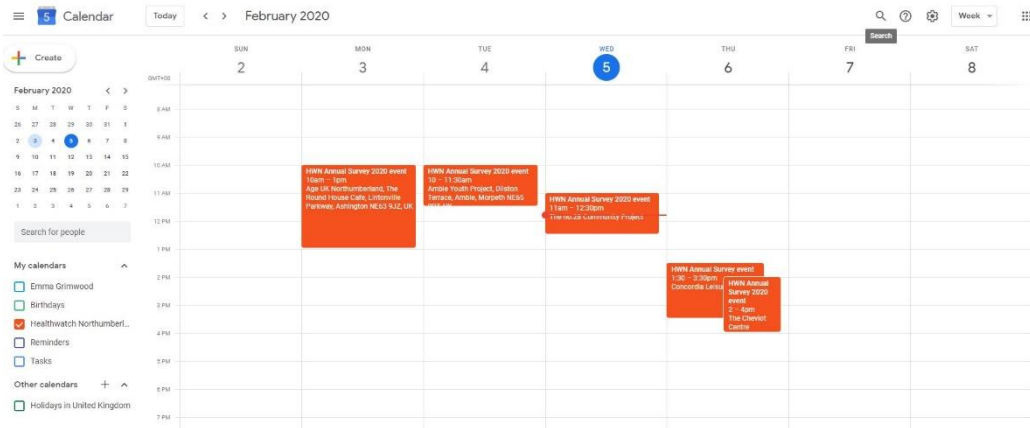 5 Calendar Today < > February 2020 Week
Search
Create
SUN MON TUE WED THU FRI SAT
2 3 4 5 6 7 8
GMT+00
February 2020 < >
S M T W T F S
26 27 28 29 30 31 1
2 3 4 5 6 7 8
9 10 11 12 13 14 15
16 17 18 19 20 21 22
23 24 25 26 27 28 29
1 2 3 4 5 6 7
Search for people
My calendars
Emma Grimwood
Birthdays
Healthwatch Northumberl...
Reminders
Tasks
Other calendars +
Holidays in United Kingdom
8 AM
9 AM
10 AM
11 AM
12 PM
1 PM
2 PM
3 PM
4 PM
5 PM
6 PM
7 PM
HWN Annual Survey 2020 event
10am – 1pm
Age UK Northumberland, The
Round House Cafe, Lintonville
Parkway, Ashington NE63 9JZ, UK
HWN Annual Survey 2020 event
10 – 11:30am
Amble Youth Project, Dilston
Terrace, Amble, Morpeth NE65
HWN Annual Survey 2020 event
11am – 12:30pm
The no.28 Community Project
HWN Annual Survey event
1:30 – 3:30pm
Concordia Leisu
HWN Annual
Survey 2020
event
2 – 4pm
The Cheviot
Centre